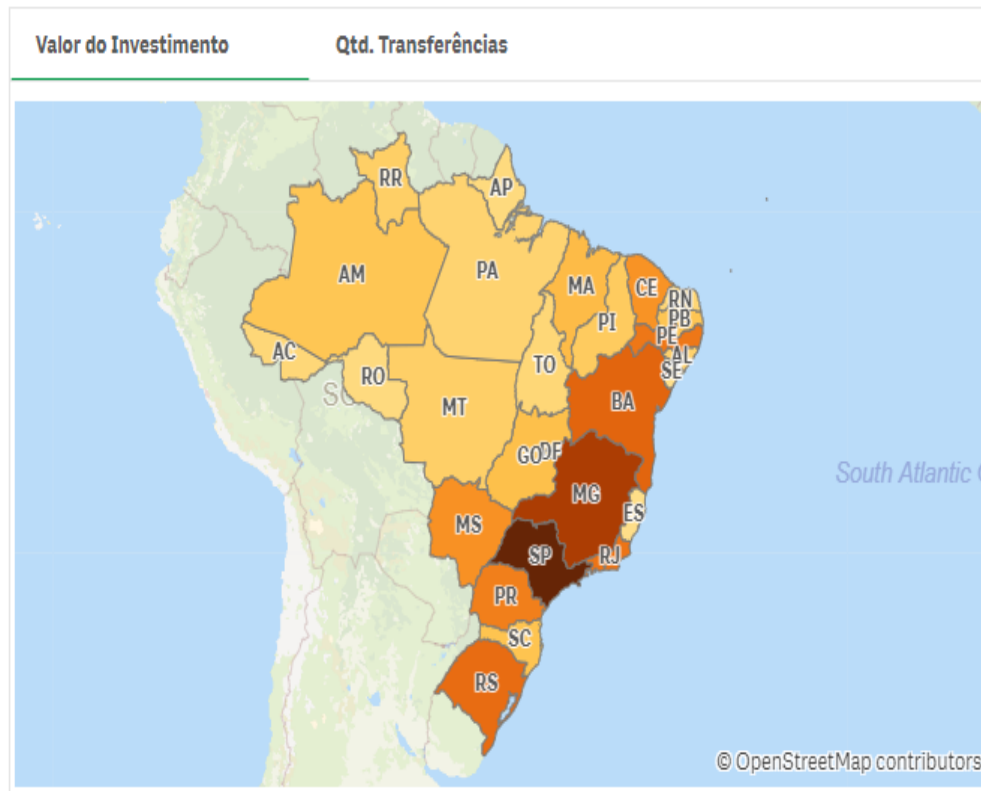 Valor do Investimento
Qtd. Transferências
RR
AP
AM
PA
MA
CE
RN
PB
PI
PE
AL
SE
AC
RO
TO
MT
BA
GO
DF
MG
ES
MS
SP
RJ
PR
SC
RS
South Atlantic
© OpenStreetMap contributors